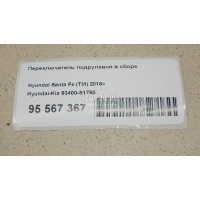 Переключатель подрулевой в сборе
Hyundai Santa Fe (TM) 2018>
Hyundai-Kia 93400-S1750
95 567 367